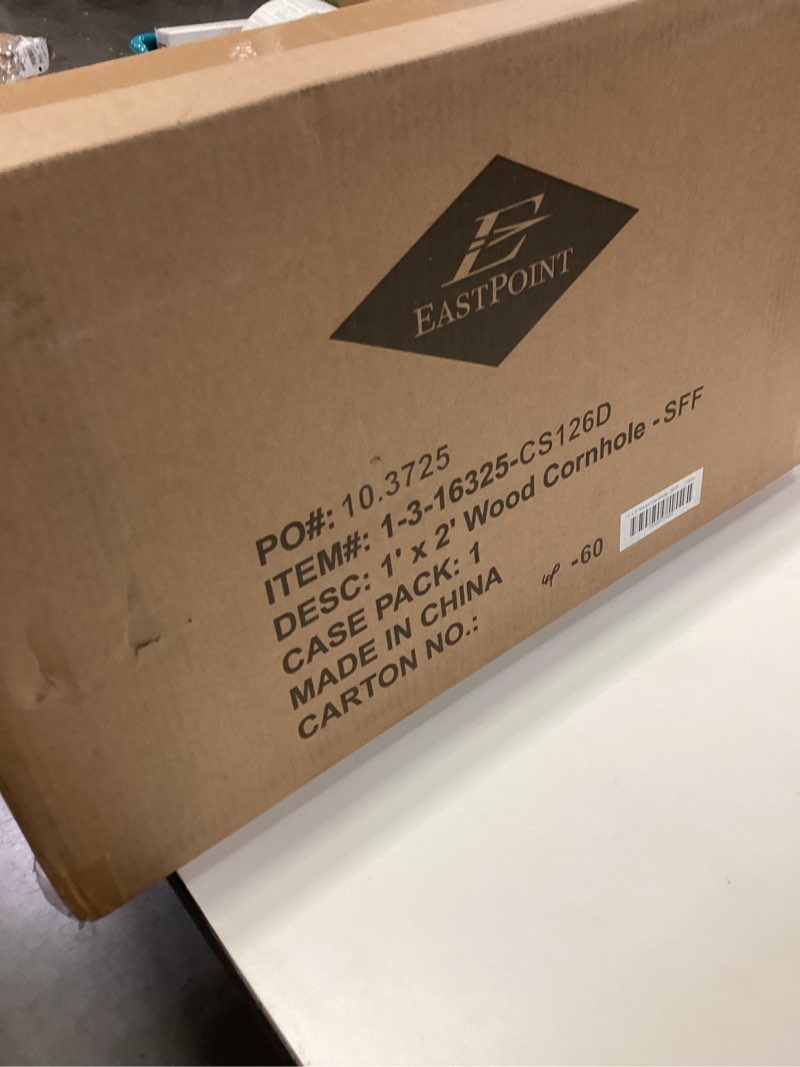 E
EASTPOINT
PO#: 10.3725
ITEM#: 1-3-16325-CS126D
DESC: 1' x 2' Wood Cornhole -SFF
CASE PACK: 1
MADE IN CHINA
CARTON NO.: -60